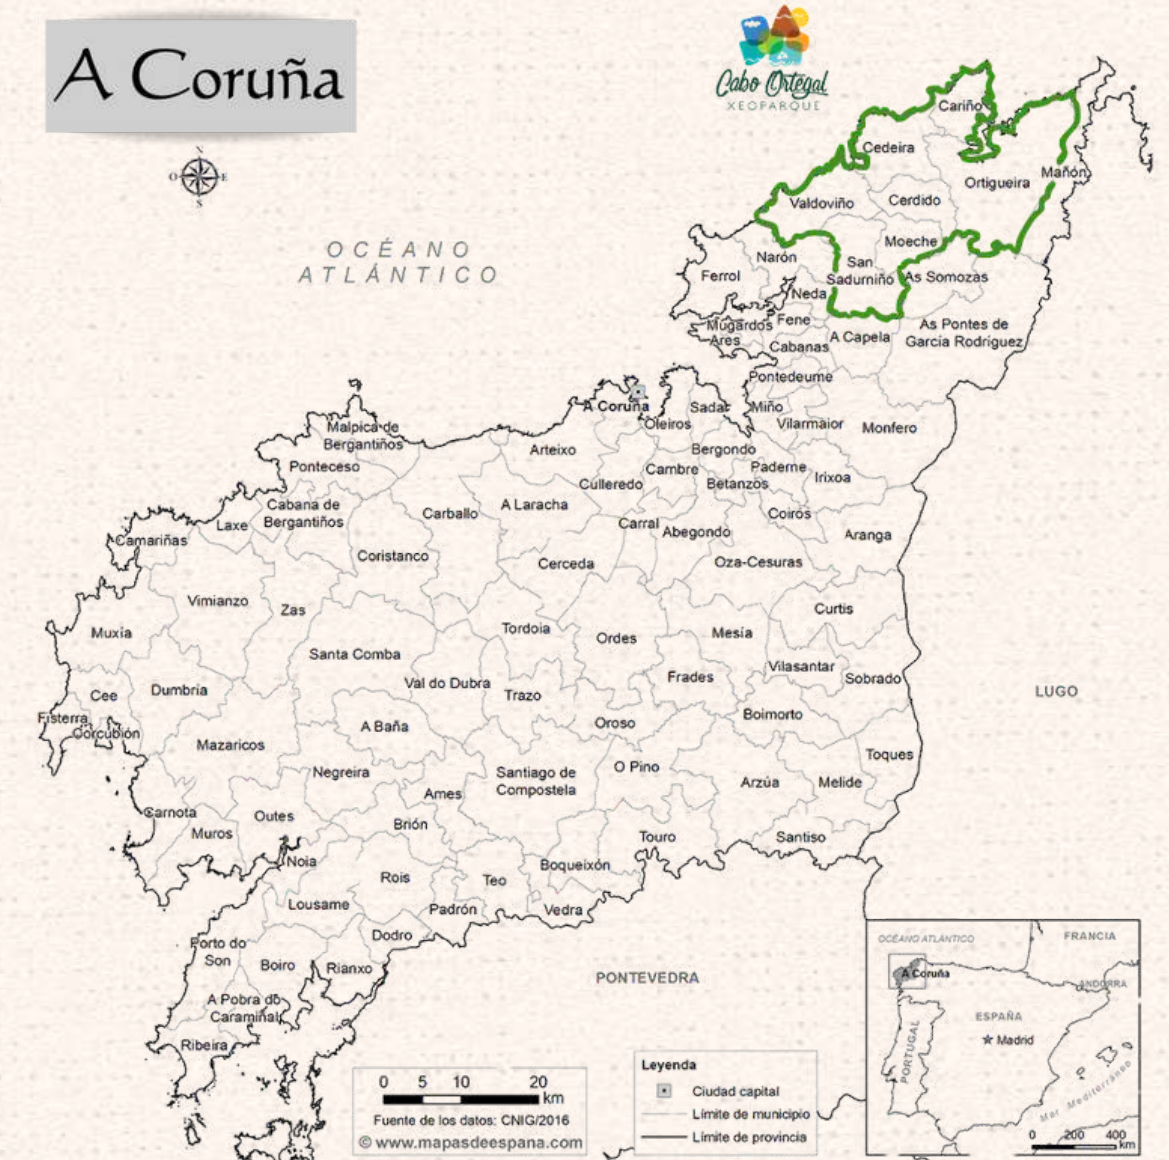 A Coruña
Cabo Ortegal
XEOPARQUE
N
O
E
S
OCÉANO
ATLÁNTICO
Cariño
Cedeira
Mañón
Ortigueira
Valdoviño
Cerdido
Moeche
Narón
San
Sadurniño
Ferrol
As Somozas
Neda
Mugardos
Fene
As Pontes de
García Rodríguez
Ares
A Capela
Cabanas
Pontedeume
A Coruña
Sada
Miño
Oleiros
Vilarmaior
Monfero
Malpica de
Bergantiños
Arteixo
Bergondo
Ponteceso
Cambre
Paderne
Irixoa
Culleredo
Betanzos
Cabana de
Bergantiños
A Laracha
Laxe
Carballo
Coirós
Carral
Abegondo
Aranga
Camariñas
Coristanco
Cerceda
Oza-Cesuras
Vimianzo
Zas
Curtis
Muxía
Tordoia
Ordes
Mesía
Santa Comba
Vilasantar
Val do Dubra
Frades
Sobrado
Cee
Dumbría
Trazo
LUGO
Fisterra
Corcubión
A Baña
Oroso
Boimorto
Mazaricos
Toques
Negreira
Santiago de
Compostela
O Pino
Arzúa
Melide
Ames
Carnota
Outes
Muros
Brión
Touro
Santiso
Noia
Boqueixón
Rois
Teo
Lousame
Padrón
Vedra
Dodro
Porto do
Son
Boiro
Rianxo
PONTEVEDRA
A Pobra do
Caramiñal
Ribeira
0 5 10 20
km
Fuente de los datos: CNIG/2016
© www.mapasdeespana.com
Leyenda
Ciudad capital
Límite de municipio
Límite de provincia
OCÉANO ATLÁNTICO
FRANCIA
A Coruña
ANDORRA
ESPAÑA
Madrid
PORTUGAL
Mar Mediterráneo
0 200 400
km